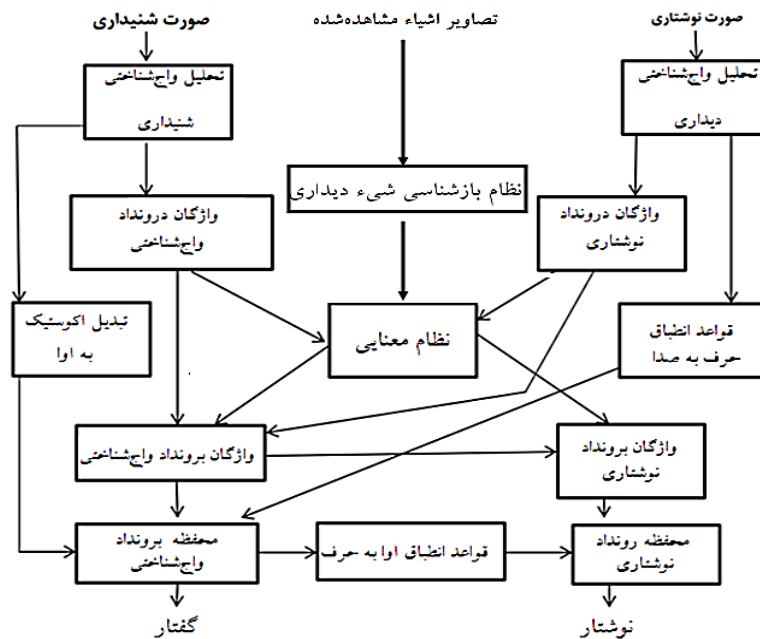 صورت شنیداری
تصاویر اشیاء مشاهده‌شده
صورت نوشتاری
تحلیل واج‌شناختی
شنیداری
تحلیل واج‌شناختی
دیداری
نظام بازشناسی شیء دیداری
واژگان درونداد
واج‌شناختی
واژگان درونداد
نوشتاری
تبدیل اکوستیک
به اوا
نظام معنایی
قواعد انطباق
حرف به صدا
واژگان برونداد واج‌شناختی
واژگان برونداد
نوشتاری
محفظه برونداد
واج‌شناختی
قواعد انطباق اوا به حرف
محفظه رونداد
نوشتاری
گفتار
نوشتار